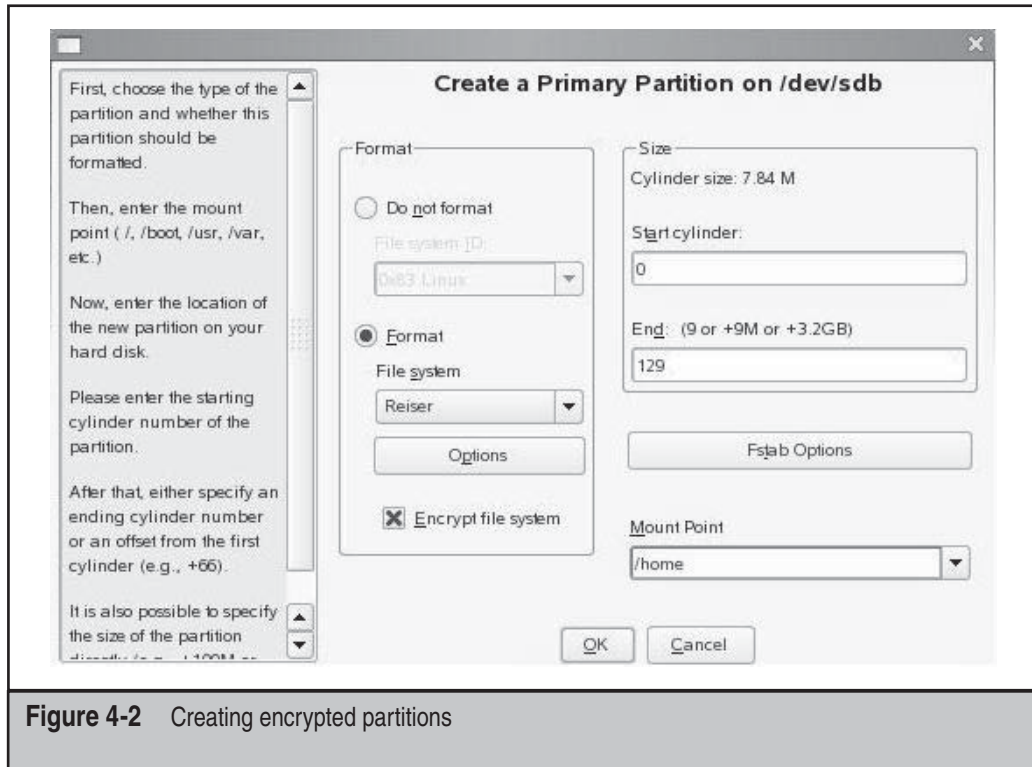 Create a Primary Partition on /dev/sdb
First, choose the type of the
partition and whether this
partition should be
formatted.
Then, enter the mount
point ( /, /boot, /usr, /var,
etc.)
Now, enter the location of
the new partition on your
hard disk.
Please enter the starting
cylinder number of the
partition.
After that, either specify an
ending cylinder number
or an offset from the first
cylinder (e.g., +66).
It is also possible to specify
the size of the partition
Format
Do not format
File system ID:
0x83 Linux
Format
File system
Reiser
Options
Encrypt file system
Size
Cylinder size: 7.84 M
Start cylinder:
0
End: (9 or +9M or +3.2GB)
129
Fstab Options
Mount Point
/home
OK
Cancel
Figure 4-2 Creating encrypted partitions